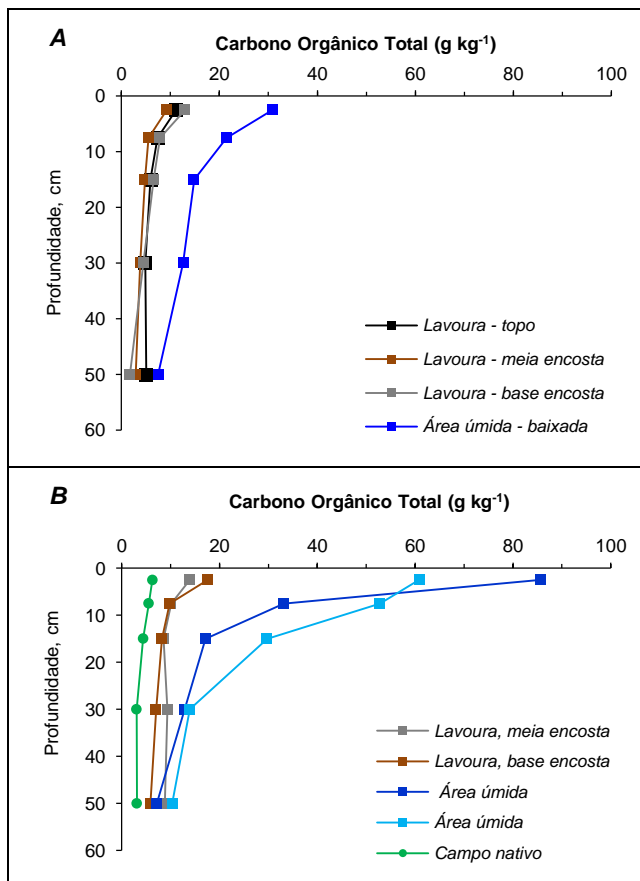 A
Carbono Orgânico Total (g kg-1)
0 20 40 60 80 100
0
10
20
30
40
50
60
Profundidade, cm
Lavoura - topo
Lavoura - meia encosta
Lavoura - base encosta
Área úmida - baixada
B
Carbono Orgânico Total (g kg-1)
0 20 40 60 80 100
0
10
20
30
40
50
60
Profundidade, cm
Lavoura, meia encosta
Lavoura, base encosta
Área úmida
Área úmida
Campo nativo